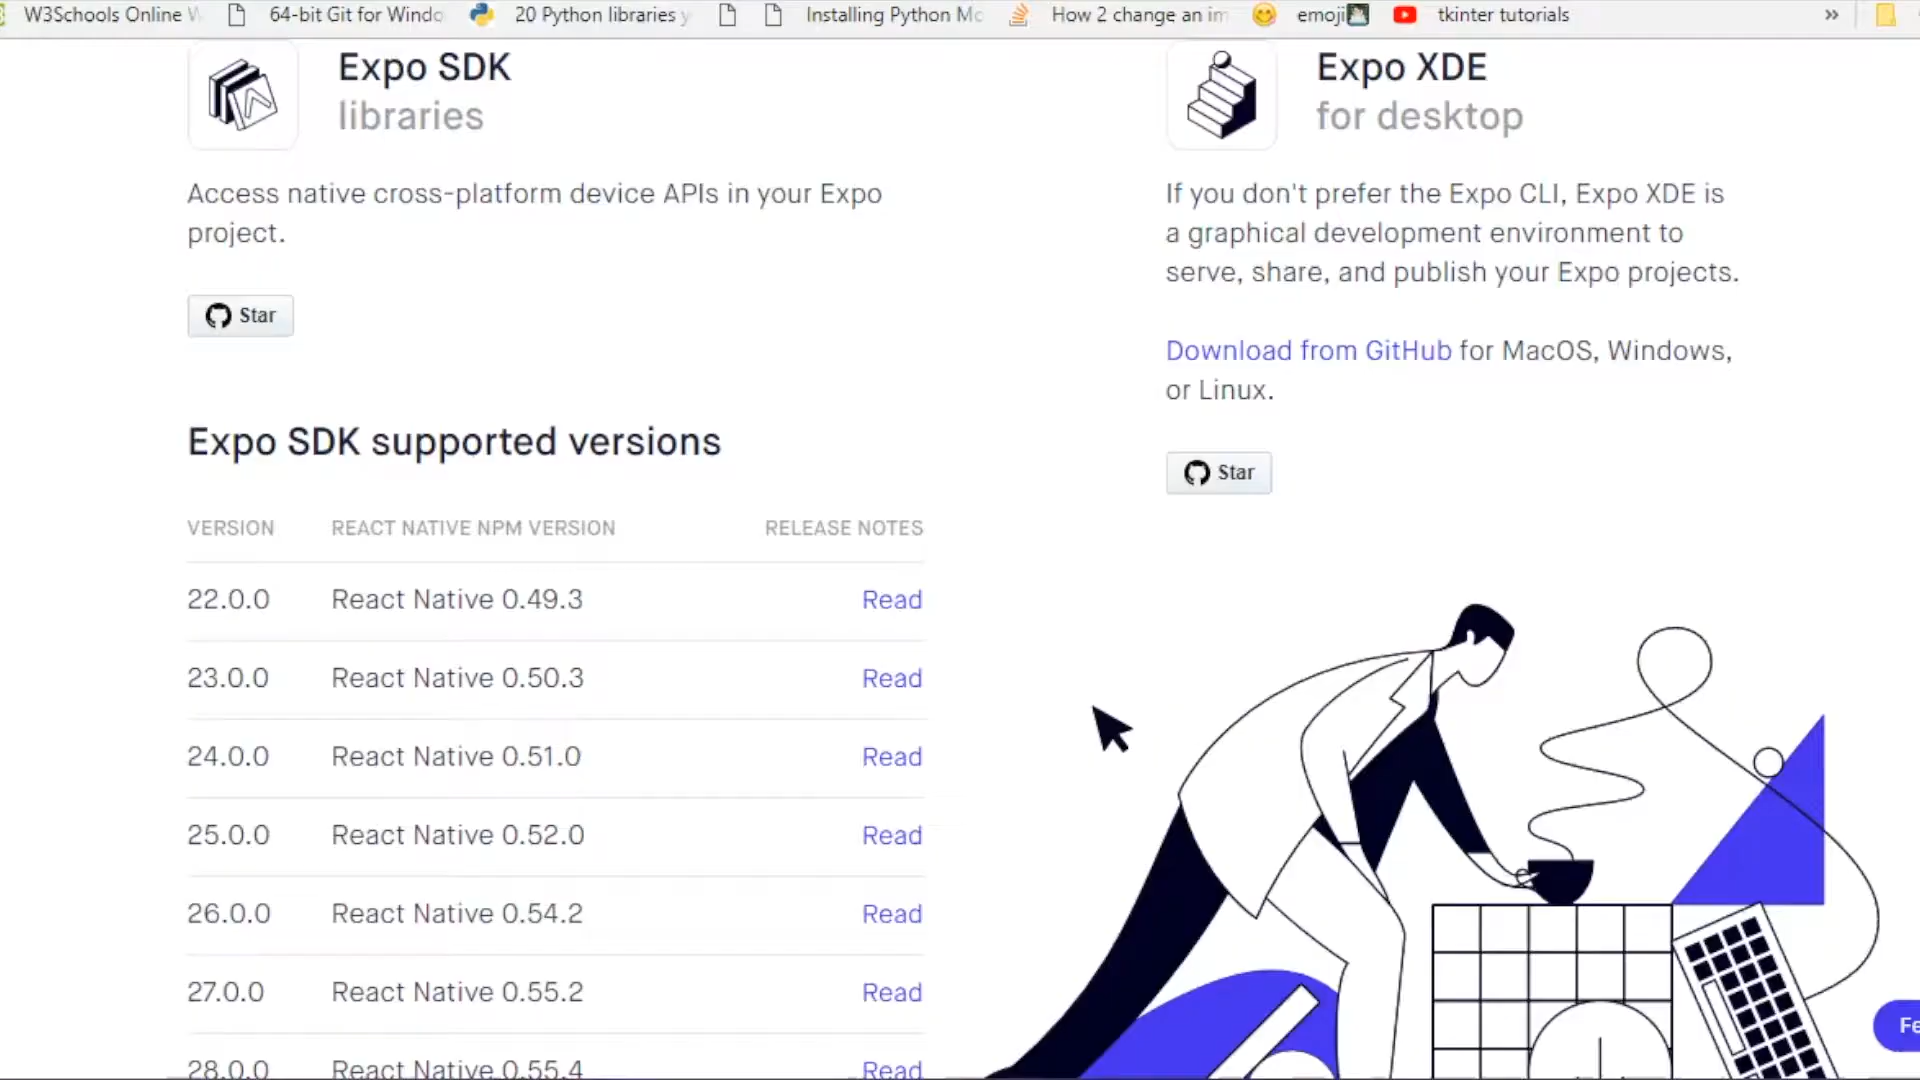 W3Schools Online
64-bit Git for Windo
20 Python libraries y
Installing Python Mo
How 2 change an im
emoji
tkinter tutorials
»
Expo SDK
libraries
Access native cross-platform device APIs in your Expo
project.
Star
Expo XDE
for desktop
If you don't prefer the Expo CLI, Expo XDE is
a graphical development environment to
serve, share, and publish your Expo projects.
Download from GitHub for MacOS, Windows,
or Linux.
Star
Expo SDK supported versions
VERSION REACT NATIVE NPM VERSION RELEASE NOTES
22.0.0 React Native 0.49.3 Read
23.0.0 React Native 0.50.3 Read
24.0.0 React Native 0.51.0 Read
25.0.0 React Native 0.52.0 Read
26.0.0 React Native 0.54.2 Read
27.0.0 React Native 0.55.2 Read
28.0.0 React Native 0.55.4 Read
Fe